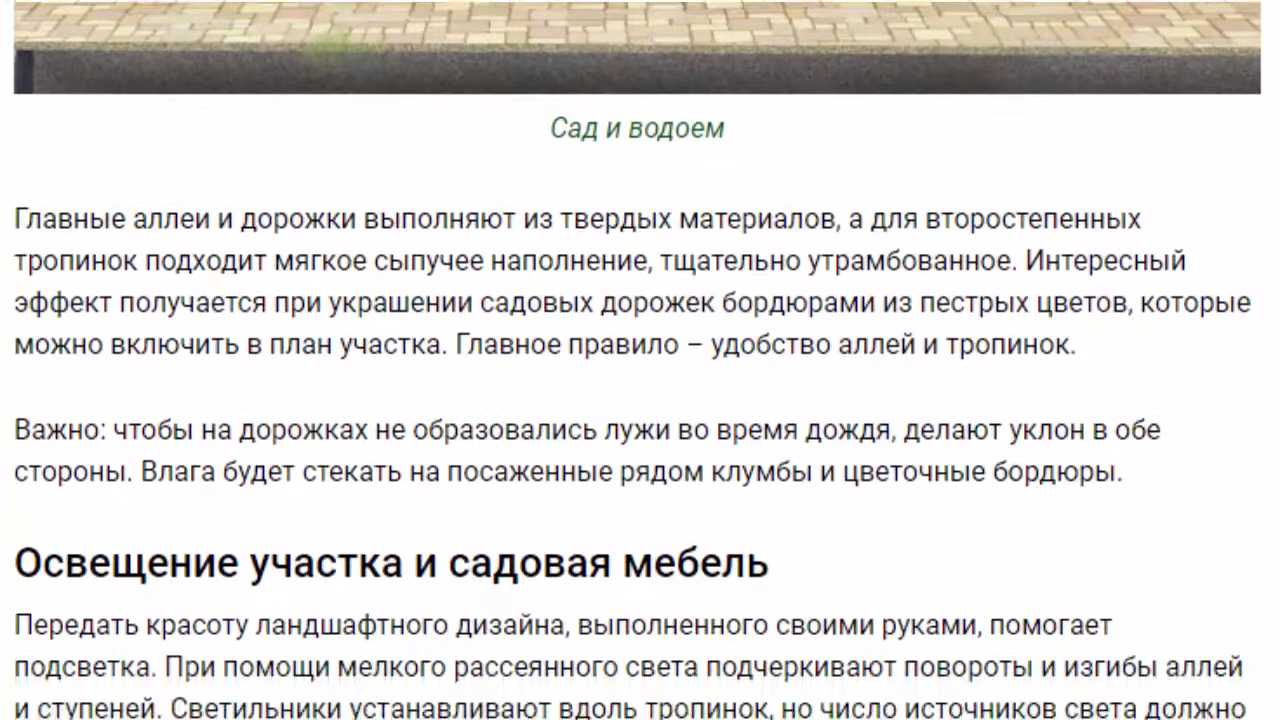 Сад и водоем
Главные аллеи и дорожки выполняют из твердых материалов, а для второстепенных
тропинок подходит мягкое сыпучее наполнение, тщательно утрамбованное. Интересный
эффект получается при украшении садовых дорожек бордюрами из пестрых цветов, которые
можно включить в план участка. Главное правило – удобство аллей и тропинок.
Важно: чтобы на дорожках не образовались лужи во время дождя, делают уклон в обе
стороны. Влага будет стекать на посаженные рядом клумбы и цветочные бордюры.
Освещение участка и садовая мебель
Передать красоту ландшафтного дизайна, выполненного своими руками, помогает
подсветка. При помощи мелкого рассеянного света подчеркивают повороты и изгибы аллей
и ступеней. Светильники устанавливают вдоль тропинок, но число источников света должно